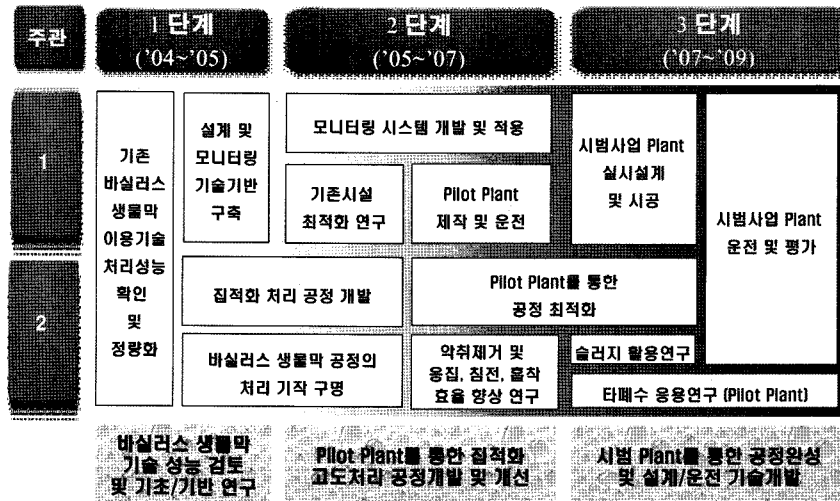 주관
1 단계
('04~'05)
2 단계
('05~'07)
3 단계
('07~'09)
1
2
기존
바실러스
생물막
이용기술
처리성능
확인
및
정량화
설계 및
모니터링
기술기반
구축
모니터링 시스템 개발 및 적용
기존시설
최적화 연구
Pilot Plant
제작 및 운전
시범사업 Plant
실시설계
및 시공
시범사업 Plant
운전 및 평가
집적화 처리 공정 개발
Pilot Plant를 통한
공정 최적화
바실러스 생물막 공정의
처리 기작 구명
악취제거 및
응집, 침전, 흡착
효율 향상 연구
슬러지 활용연구
타폐수 응용연구 (Pilot Plant)
바실러스 생물막
기술 성능 검토
및 기초/기반 연구
Pilot Plant를 통한 집적화
고도처리 공정개발 및 개선
시범 Plant를 통한 공정완성
및 설계/운전 기술개발